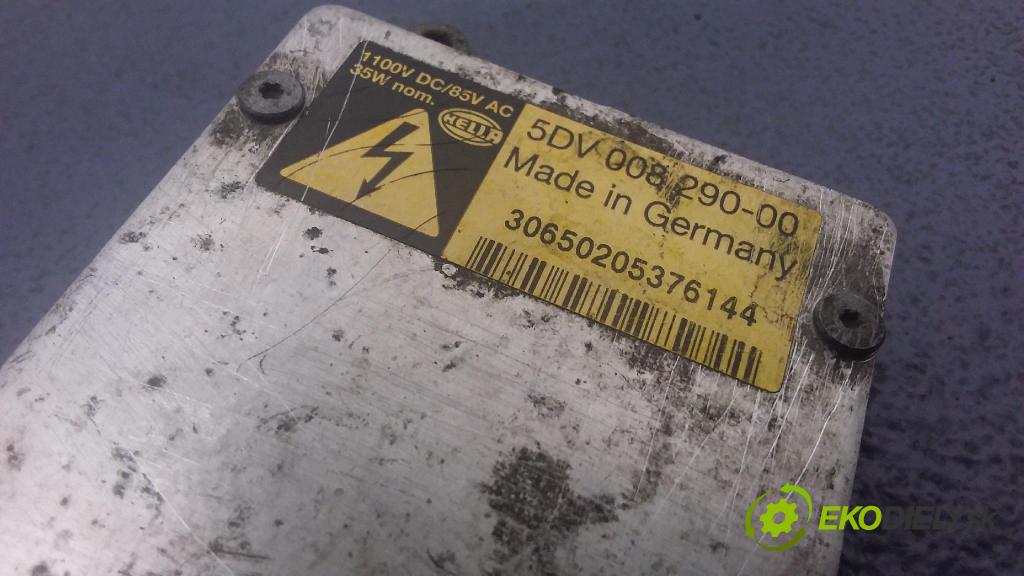 1100V DC/85V AC
35W nom.
HELLA
5DV 008 290-00
Made in Germany
30650205376144
EKODIELY.SK